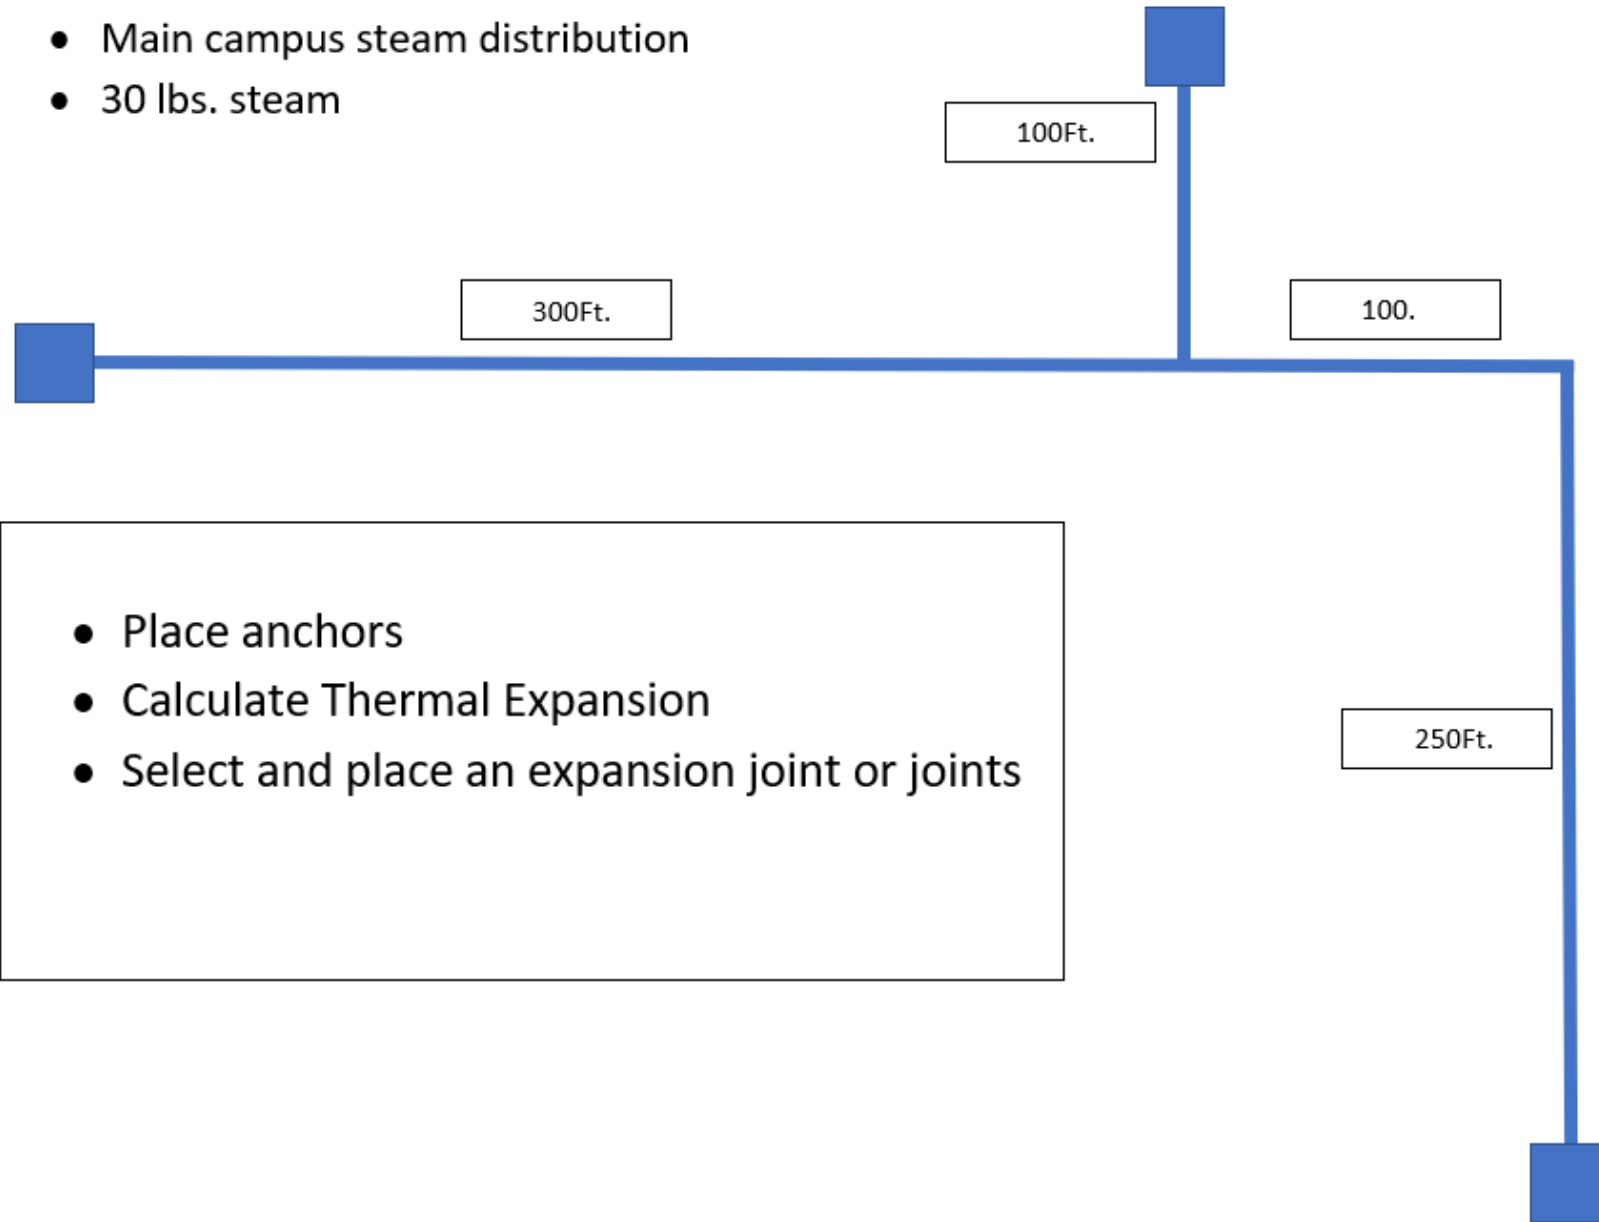 • Main campus steam distribution
• 30 lbs. steam
100Ft.
300Ft.
100.
• Place anchors
• Calculate Thermal Expansion
• Select and place an expansion joint or joints
250Ft.